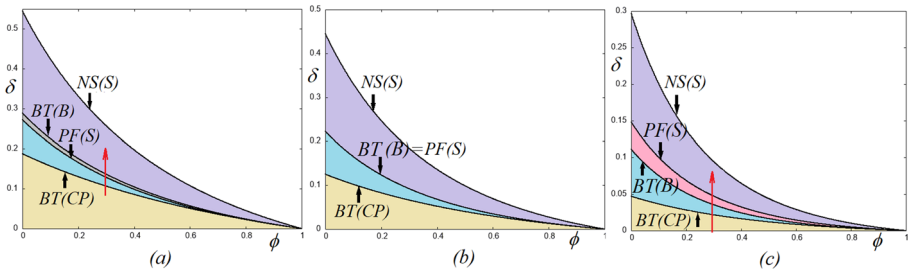 0.5
0.4
0.3
0.2
0.1
0
0
0.2
0.4
0.6
0.8
1
δ
ϕ
NS(S)
BT(B)
PF(S)
BT(CP)
(a)
0.5
0.4
0.3
0.2
0.1
0
0
0.2
0.4
0.6
0.8
1
δ
ϕ
NS(S)
BT(B)=PF(S)
BT(CP)
(b)
0.3
0.25
0.2
0.15
0.1
0.05
0
0
0.2
0.4
0.6
0.8
1
δ
ϕ
NS(S)
PF(S)
BT(B)
BT(CP)
(c)